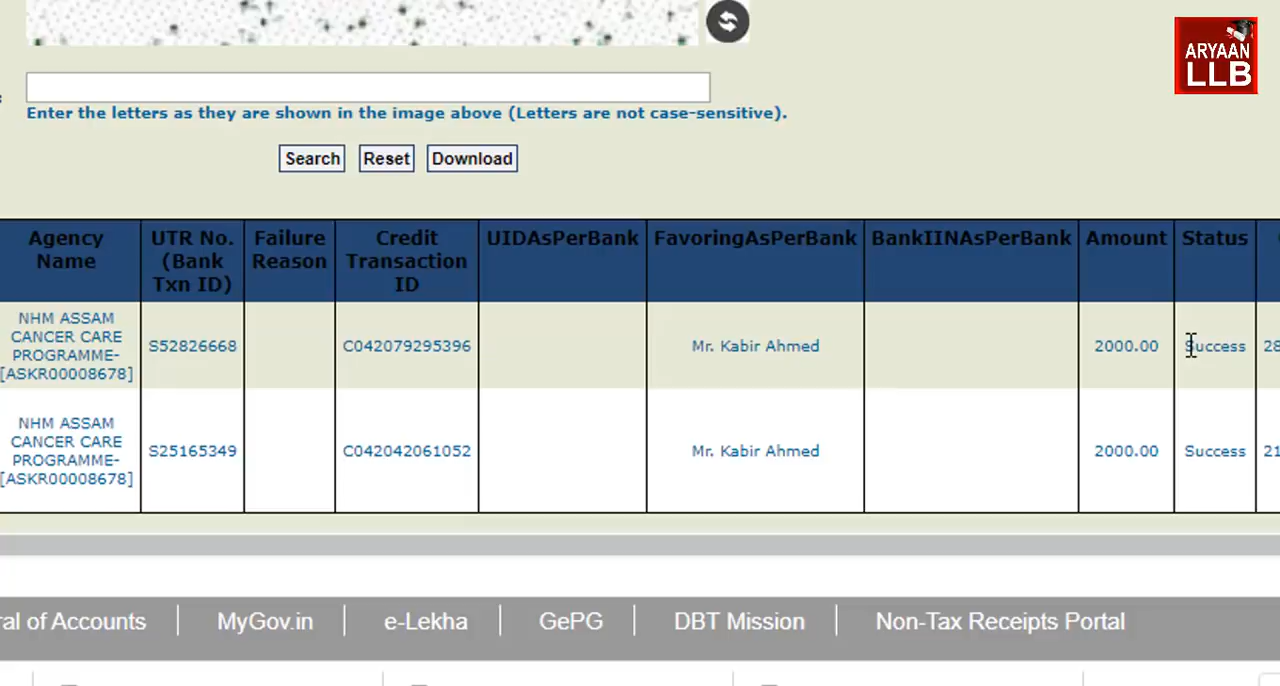 ARYAAN
LLB
Enter the letters as they are shown in the image above (Letters are not case-sensitive).
Search Reset Download
Agency Name UTR No. (Bank Txn ID) Failure Reason Credit Transaction ID UIDAsPerBank FavoringAsPerBank BankIINAsPerBank Amount Status
NHM ASSAM CANCER CARE PROGRAMME-[ASKR00008678] S52826668 C042079295396 Mr. Kabir Ahmed 2000.00 Success 28
NHM ASSAM CANCER CARE PROGRAMME-[ASKR00008678] S25165349 C042042061052 Mr. Kabir Ahmed 2000.00 Success 21
ral of Accounts MyGov.in e-Lekha GePG DBT Mission Non-Tax Receipts Portal